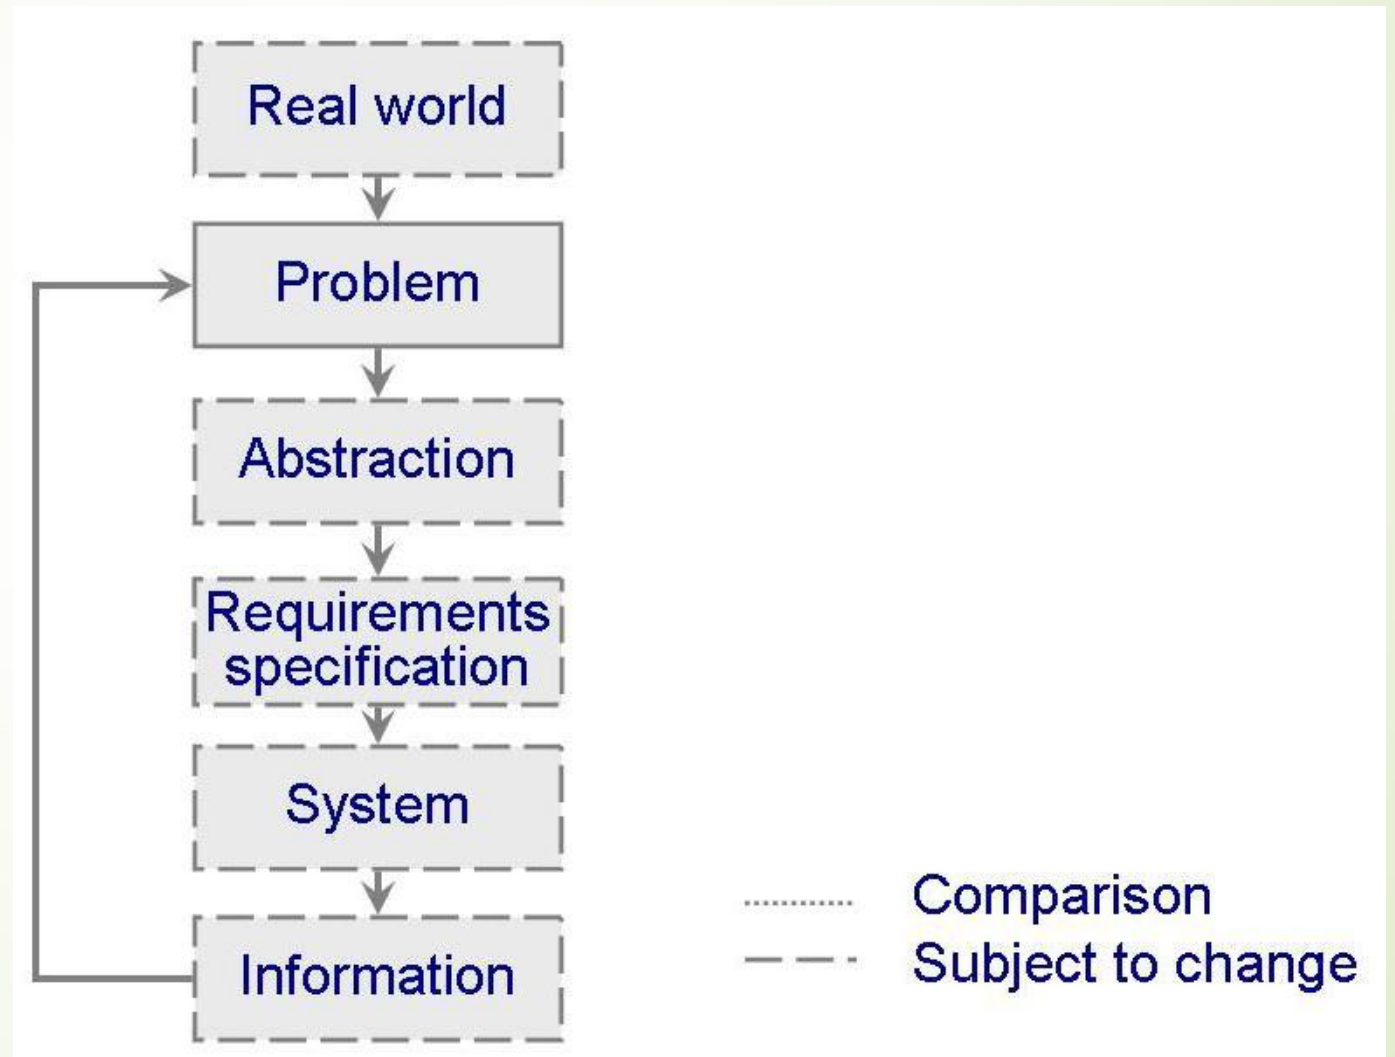 Real world
Problem
Abstraction
Requirements
specification
System
Information
Comparison
Subject to change